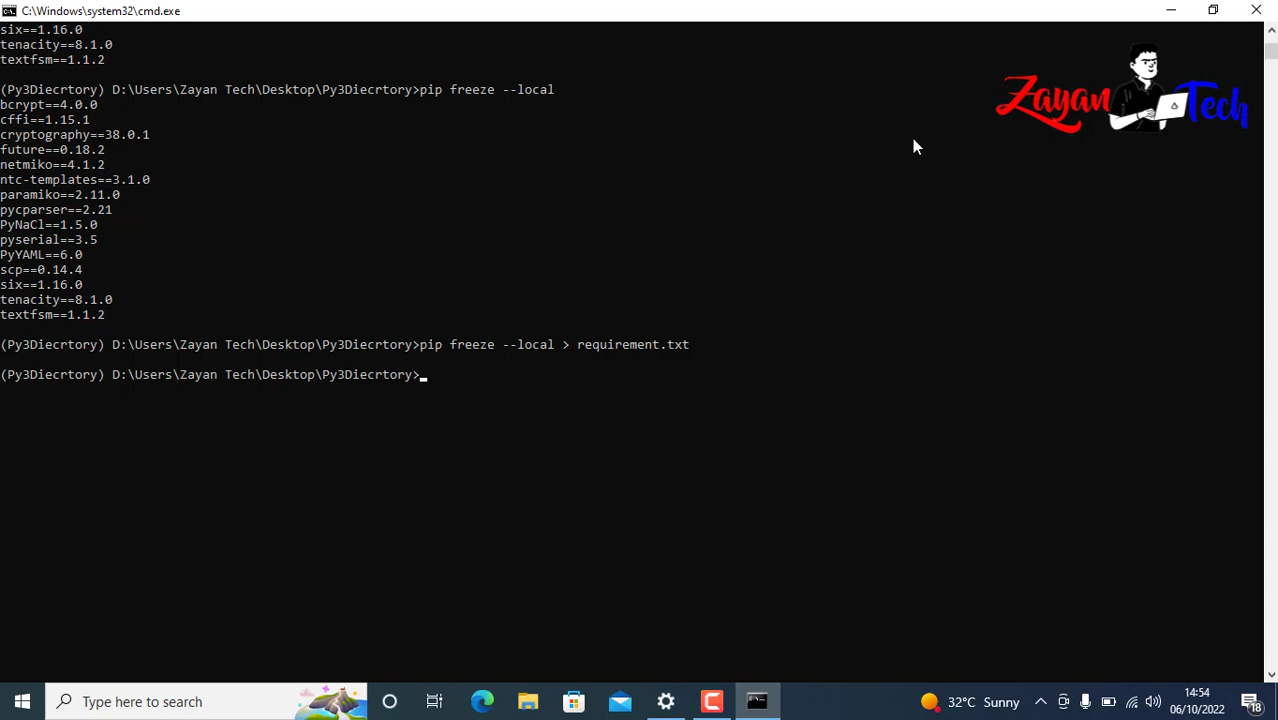 C:\Windows\system32\cmd.exe
six==1.16.0
tenacity==8.1.0
textfsm==1.1.2
(Py3Diecrtory) D:\Users\Zayan Tech\Desktop\Py3Diecrtory>pip freeze --local
bcrypt==4.0.0
cffi==1.15.1
cryptography==38.0.1
future==0.18.2
netmiko==4.1.2
ntc-templates==3.1.0
paramiko==2.11.0
pycparser==2.21
PyNaCl==1.5.0
pyserial==3.5
PyYAML==6.0
scp==0.14.4
six==1.16.0
tenacity==8.1.0
textfsm==1.1.2
(Py3Diecrtory) D:\Users\Zayan Tech\Desktop\Py3Diecrtory>pip freeze --local > requirement.txt
(Py3Diecrtory) D:\Users\Zayan Tech\Desktop\Py3Diecrtory>
Zayan Tech
Type here to search
32°C Sunny
14:54
06/10/2022
18